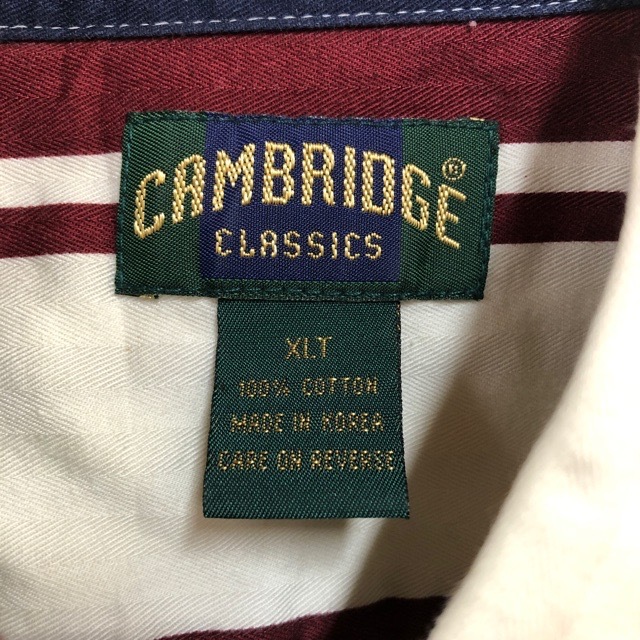 CAMBRIDGE®
CLASSICS
XLT
100% COTTON
MADE IN KOREA
CARE ON REVERSE